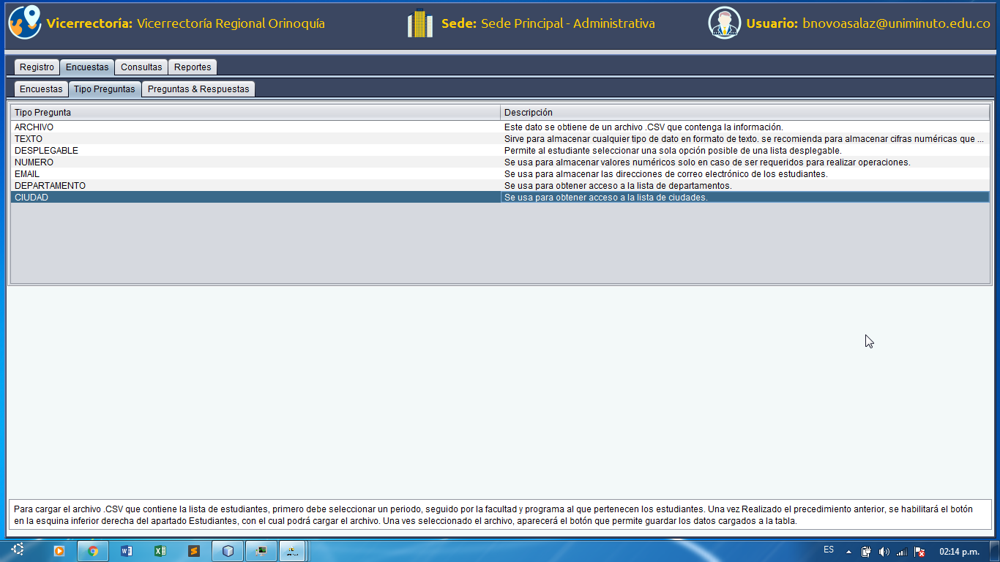 Vicerrectoría: Vicerrectoría Regional Orinoquía
Sede: Sede Principal - Administrativa
Usuario: bnovoasalaz@uniminuto.edu.co
Registro Encuestas Consultas Reportes
Encuestas Tipo Preguntas Preguntas & Respuestas
Tipo Pregunta Descripción
ARCHIVO Este dato se obtiene de un archivo .CSV que contenga la información.
TEXTO Sirve para almacenar cualquier tipo de dato en formato de texto. se recomienda para almacenar cifras numéricas que ...
DESPLEGABLE Permite al estudiante seleccionar una sola opción posible de una lista desplegable.
NUMERO Se usa para almacenar valores numéricos solo en caso de ser requeridos para realizar operaciones.
EMAIL Se usa para almacenar las direcciones de correo electrónico de los estudiantes.
DEPARTAMENTO Se usa para obtener acceso a la lista de departamentos.
CIUDAD Se usa para obtener acceso a la lista de ciudades.
Para cargar el archivo .CSV que contiene la lista de estudiantes, primero debe seleccionar un periodo, seguido por la facultad y programa al que pertenecen los estudiantes. Una vez Realizado el precedimiento anterior, se habilitará el botón
en la esquina inferior derecha del apartado Estudiantes, con el cual podrá cargar el archivo. Una ves seleccionado el archivo, aparecerá el botón que permite guardar los datos cargados a la tabla.
ES 02:14 p.m.